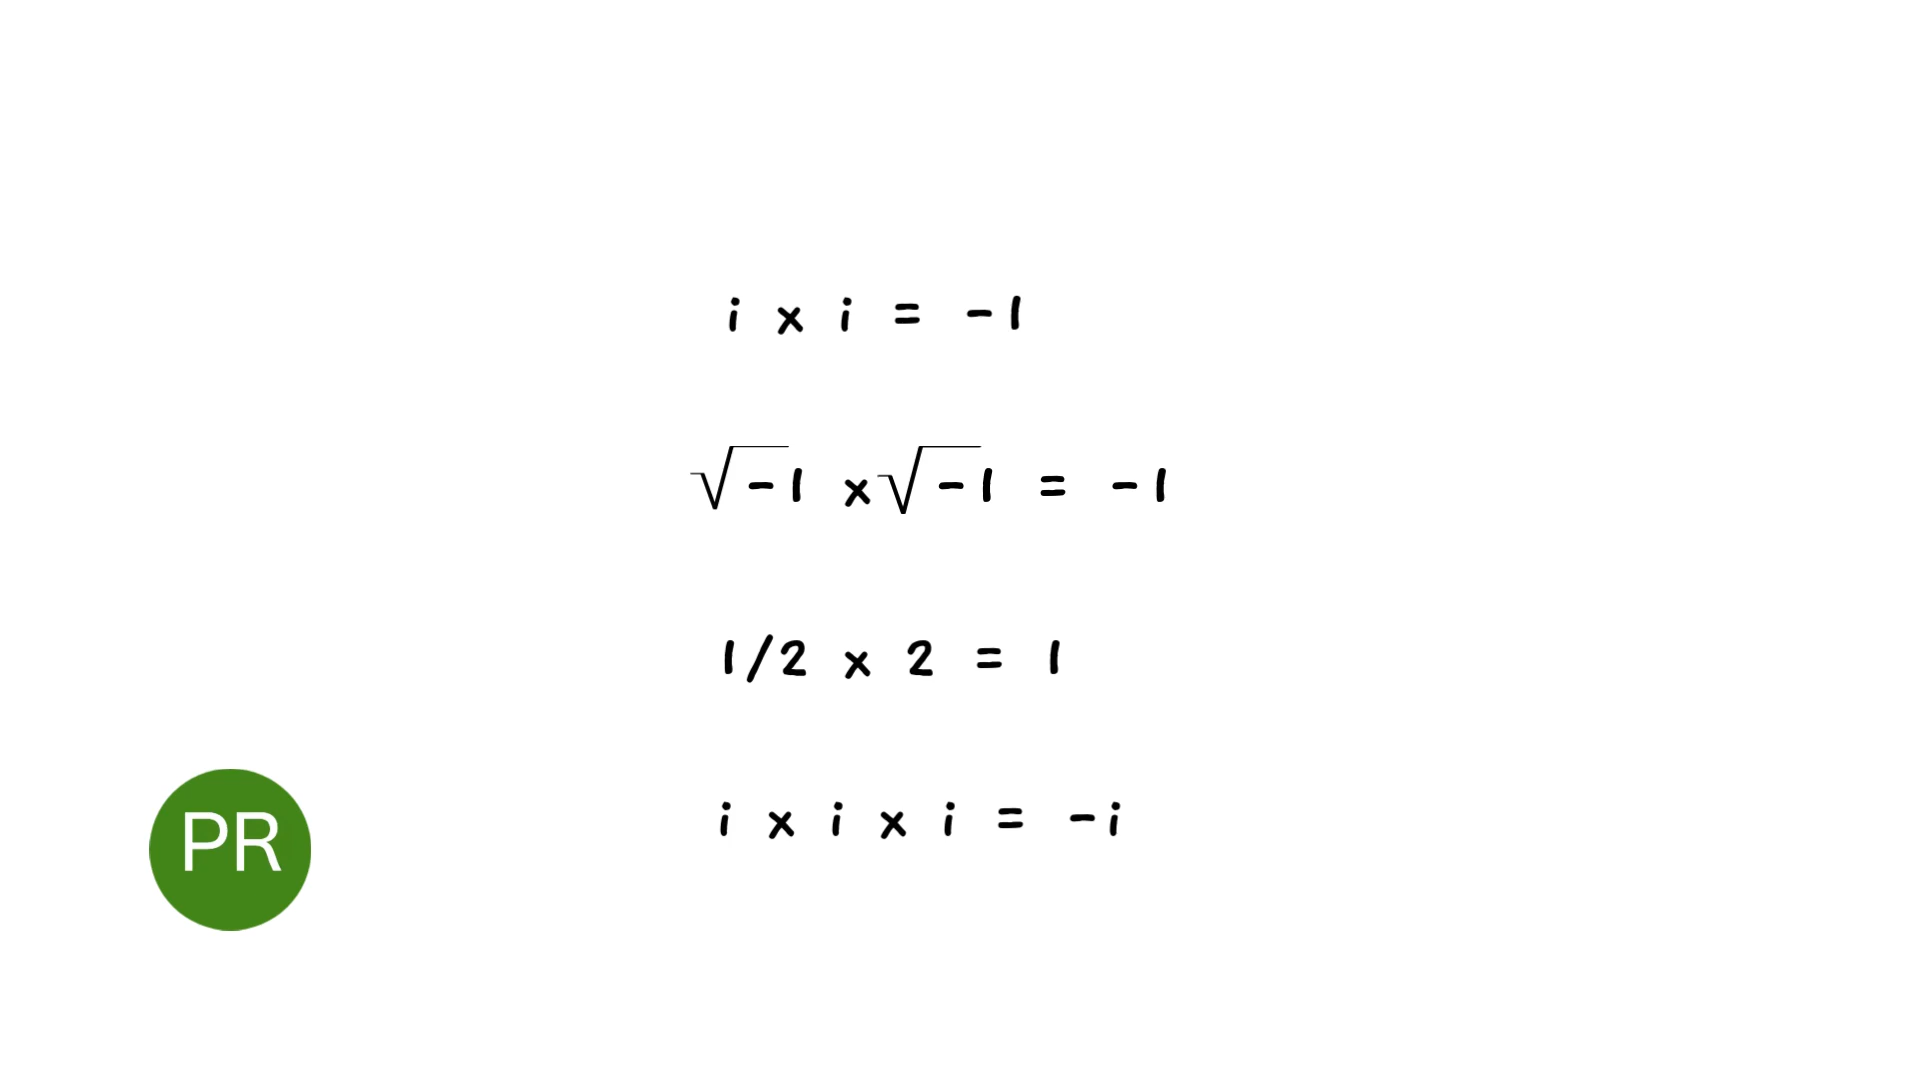 i x i = -1
√-1 x √-1 = -1
1/2 x 2 = 1
i x i x i = -i
PR